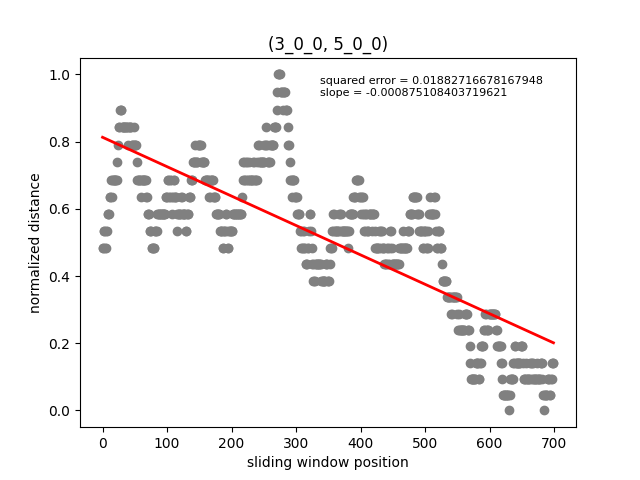 (3_0_0, 5_0_0)
squared error = 0.01882716678167948
slope = -0.000875108403719621
normalized distance
1.0
0.8
0.6
0.4
0.2
0.0
0 100 200 300 400 500 600 700
sliding window position